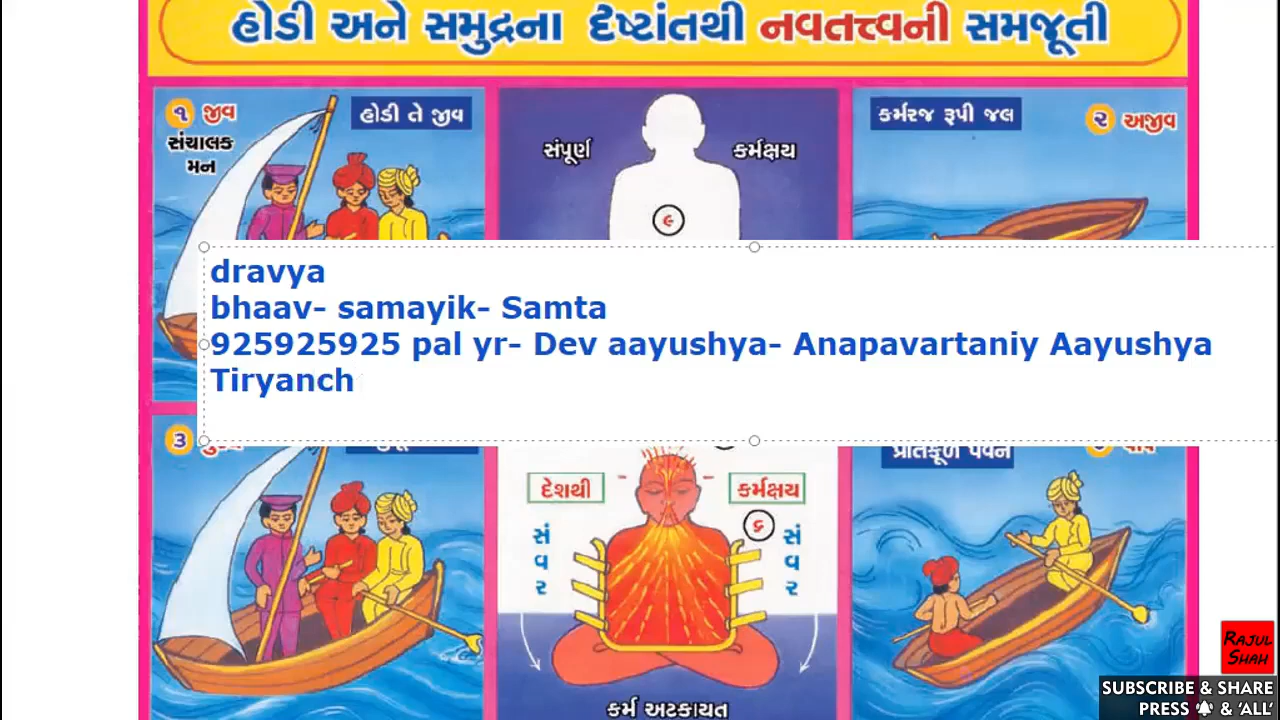 હોડી અને સમુદ્રના દૃષ્ટાંતથી નવતત્ત્વની સમજૂતી
૧ જીવ
સંચાલક
મન
હોડી તે જીવ
સંપૂર્ણ
કર્મક્ષય
૯
કર્મરજ રૂપી જલ
૨ અજીવ
dravya
bhaav- samayik- Samta
925925925 pal yr- Dev aayushya- Anapavartaniy Aayushya
Tiryanch
૩
પ્રતિકૂળ પવન
દેશથી
કર્મક્ષય
૬
સં
વ
ર
સં
વ
ર
કર્મ અટકાયત
RAJUL
SHAH
SUBSCRIBE & SHARE
PRESS & 'ALL'